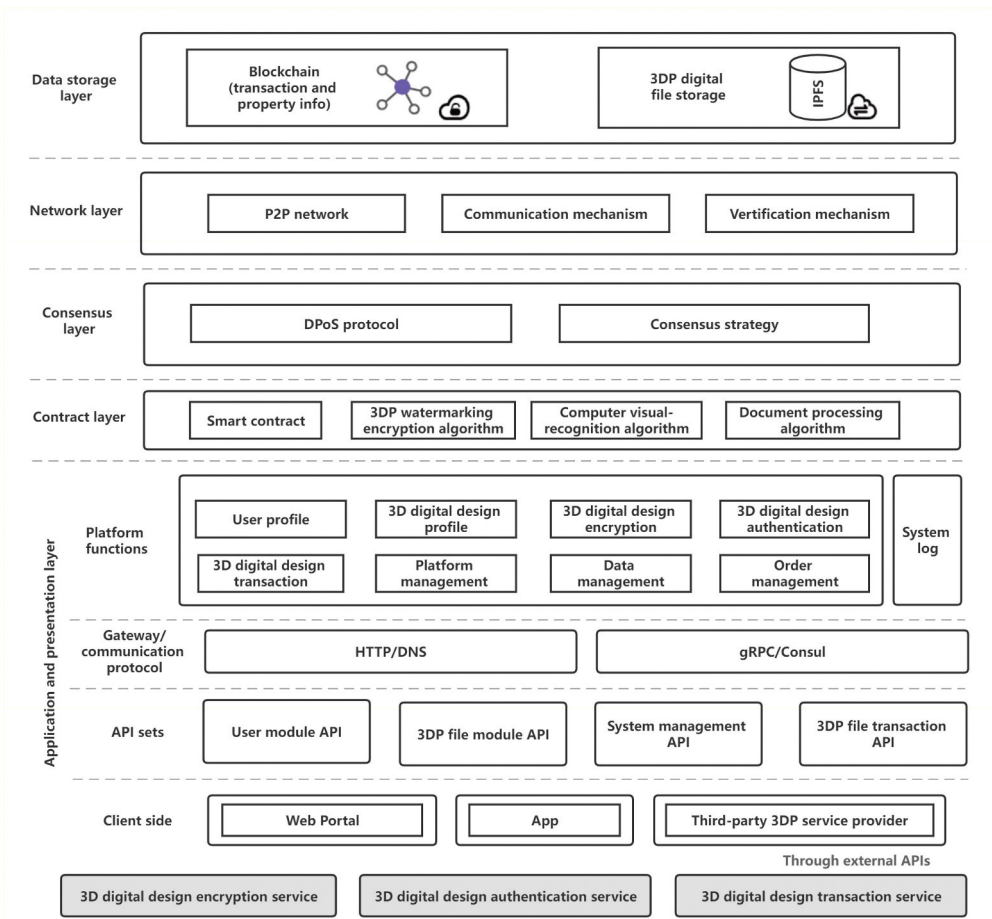 Data storage
layer
Blockchain
(transaction and
property info)
3DP digital
file storage
IPFS
Network layer
P2P network
Communication mechanism
Vertification mechanism
Consensus
layer
DPoS protocol
Consensus strategy
Contract layer
Smart contract
3DP watermarking
encryption algorithm
Computer visual-
recognition algorithm
Document processing
algorithm
Application and presentation layer
Platform
functions
User profile
3D digital design
profile
3D digital design
encryption
3D digital design
authentication
3D digital design
transaction
Platform
management
Data
management
Order
management
System
log
Gateway/
communication
protocol
HTTP/DNS
gRPC/Consul
API sets
User module API
3DP file module API
System management
API
3DP file transaction
API
Client side
Web Portal
App
Third-party 3DP service provider
Through external APIs
3D digital design encryption service
3D digital design authentication service
3D digital design transaction service